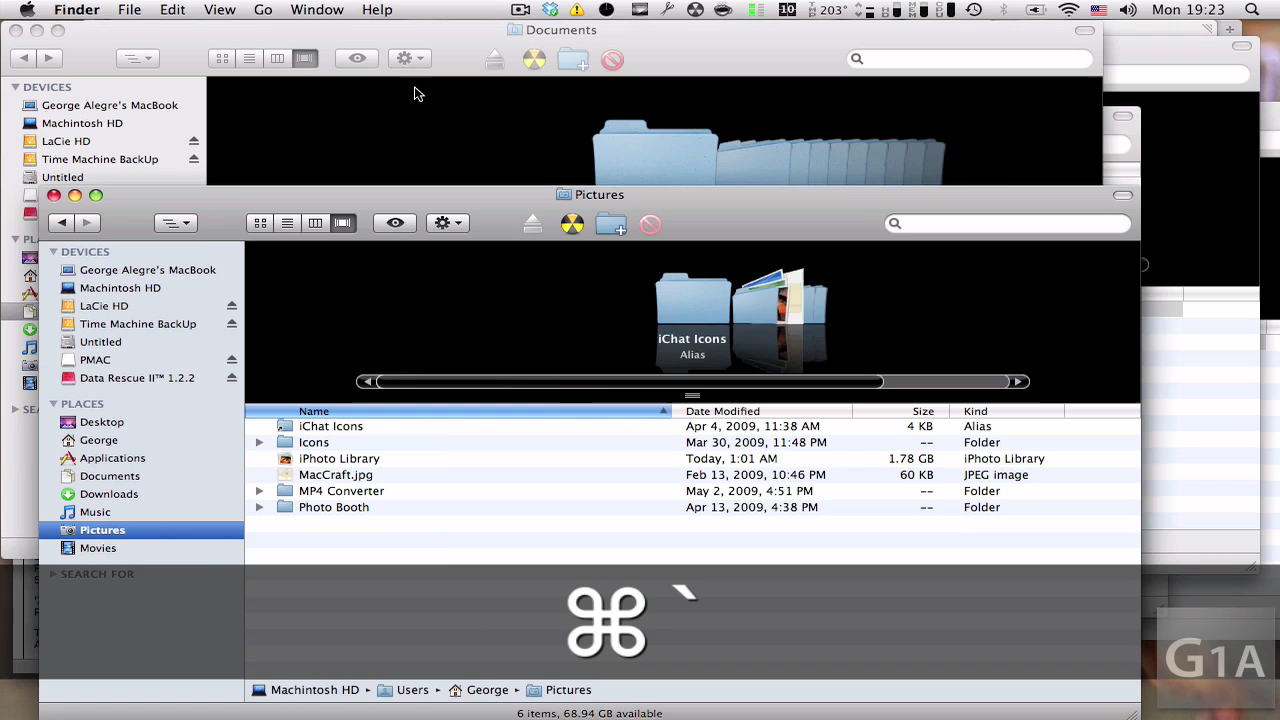 Finder File Edit View Go Window Help 10 203° Mon 19:23
Documents
DEVICES
George Alegre's MacBook
Machintosh HD
LaCie HD
Time Machine BackUp
Untitled
Pictures
DEVICES
George Alegre's MacBook
Machintosh HD
LaCie HD
Time Machine BackUp
Untitled
PMAC
Data Rescue II™ 1.2.2
PLACES
Desktop
George
Applications
Documents
Downloads
Music
Pictures
Movies
SEARCH FOR
iChat Icons
Alias
Name Date Modified Size Kind
iChat Icons Apr 4, 2009, 11:38 AM 4 KB Alias
Icons Mar 30, 2009, 11:48 PM -- Folder
iPhoto Library Today, 1:01 AM 1.78 GB iPhoto Library
MacCraft.jpg Feb 13, 2009, 10:46 PM 60 KB JPEG image
MP4 Converter May 2, 2009, 4:51 PM -- Folder
Photo Booth Apr 13, 2009, 4:38 PM -- Folder
⌘ `
G1A
Machintosh HD ▸ Users ▸ George ▸ Pictures
6 items, 68.94 GB available